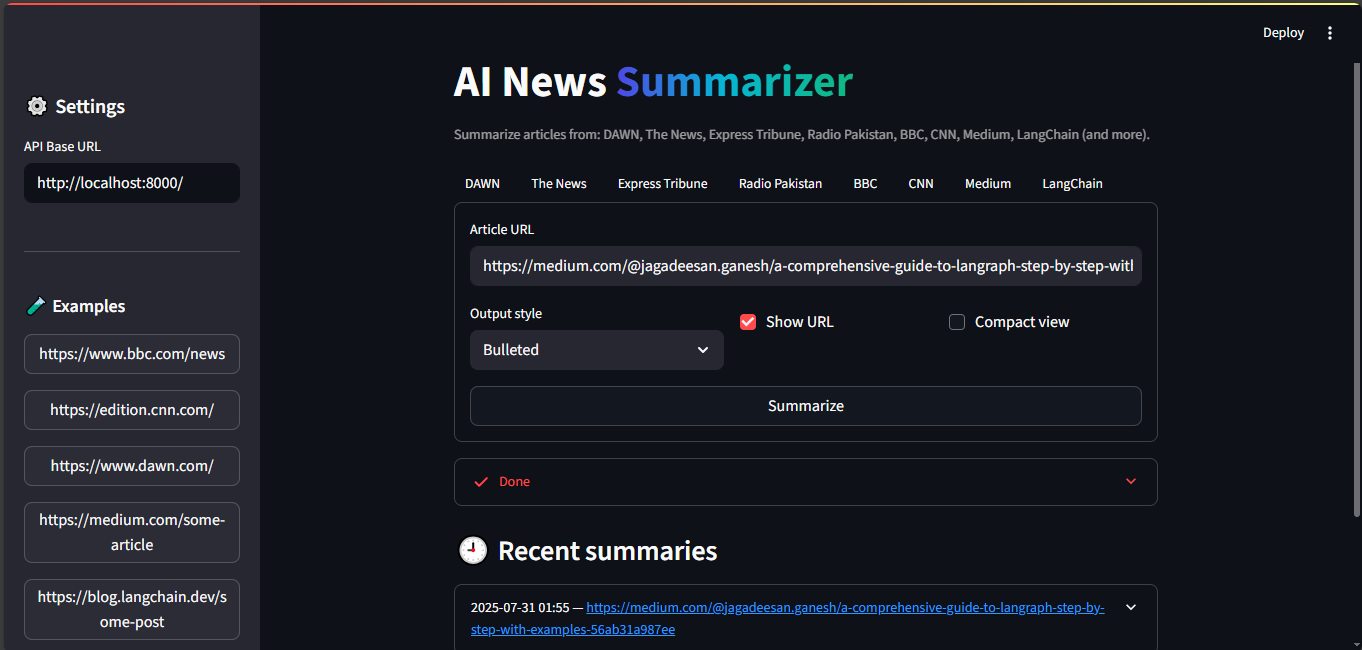 Deploy
Settings
API Base URL
http://localhost:8000/
Examples
https://www.bbc.com/news
https://edition.cnn.com/
https://www.dawn.com/
https://medium.com/some-
article
https://blog.langchain.dev/s
ome-post
AI News Summarizer
Summarize articles from: DAWN, The News, Express Tribune, Radio Pakistan, BBC, CNN, Medium, LangChain (and more).
DAWN The News Express Tribune Radio Pakistan BBC CNN Medium LangChain
Article URL
https://medium.com/@jagadeesan.ganesh/a-comprehensive-guide-to-langraph-step-by-step-with
Output style
Show URL
Compact view
Bulleted
Summarize
Done
Recent summaries
2025-07-31 01:55 — https://medium.com/@jagadeesan.ganesh/a-comprehensive-guide-to-langraph-step-by-
step-with-examples-56ab31a987ee